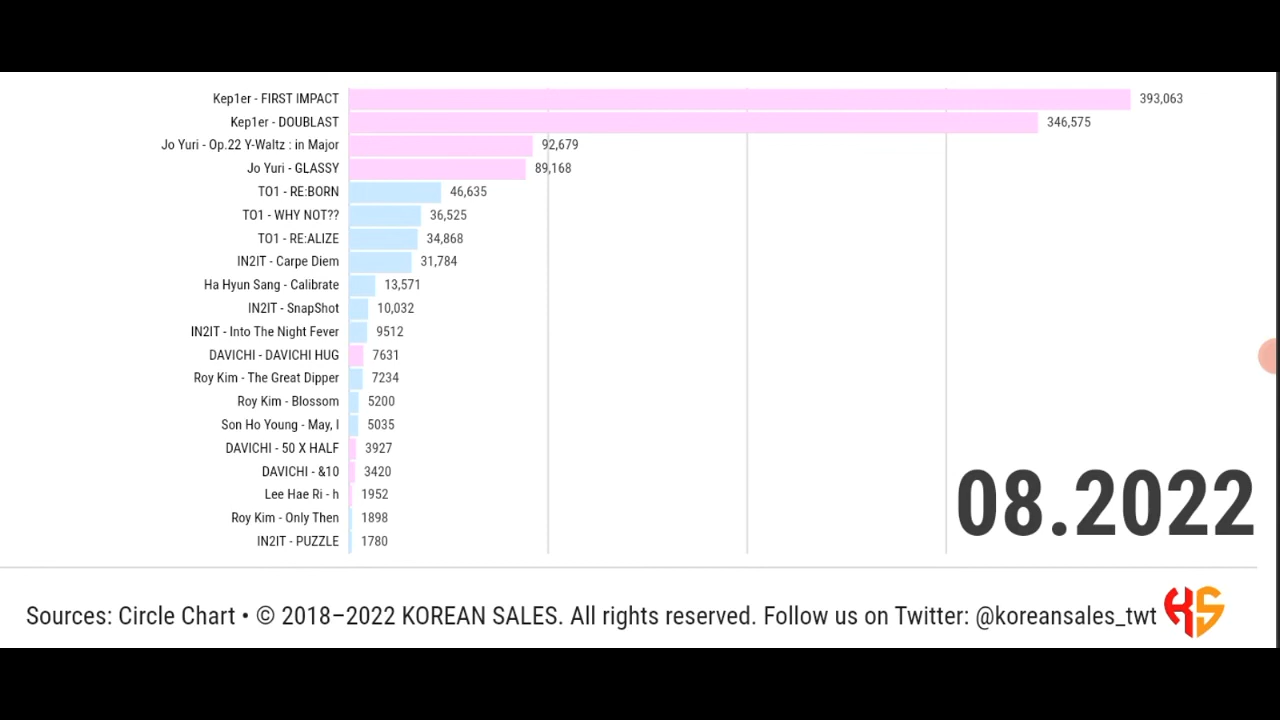 Kep1er - FIRST IMPACT 393,063
Kep1er - DOUBLAST 346,575
Jo Yuri - Op.22 Y-Waltz : in Major 92,679
Jo Yuri - GLASSY 89,168
TO1 - RE:BORN 46,635
TO1 - WHY NOT?? 36,525
TO1 - RE:ALIZE 34,868
IN2IT - Carpe Diem 31,784
Ha Hyun Sang - Calibrate 13,571
IN2IT - SnapShot 10,032
IN2IT - Into The Night Fever 9512
DAVICHI - DAVICHI HUG 7631
Roy Kim - The Great Dipper 7234
Roy Kim - Blossom 5200
Son Ho Young - May, I 5035
DAVICHI - 50 X HALF 3927
DAVICHI - &10 3420
Lee Hae Ri - h 1952
Roy Kim - Only Then 1898
IN2IT - PUZZLE 1780
08.2022
Sources: Circle Chart • © 2018–2022 KOREAN SALES. All rights reserved. Follow us on Twitter: @koreansales_twt KS